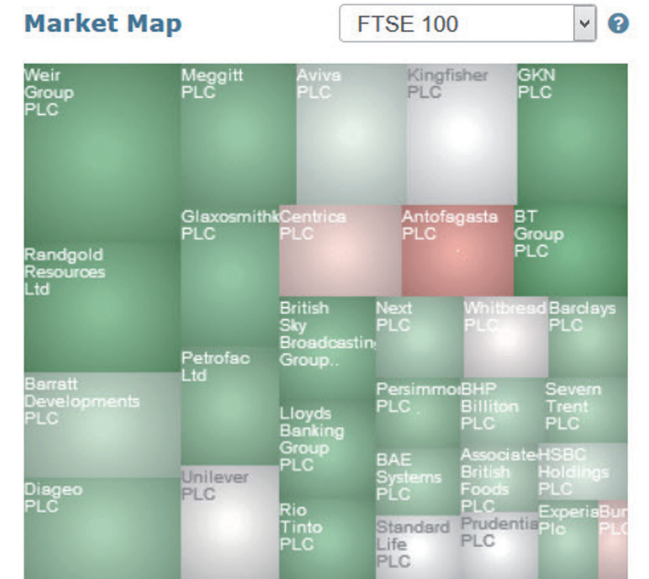 Market Map
FTSE 100
?
Weir
Group
PLC
Meggitt
PLC
Aviva
PLC
Kingfisher
PLC
GKN
PLC
Glaxosmithk
PLC
Centrica
PLC
Antofagasta
PLC
BT
Group
PLC
Randgold
Resources
Ltd
British
Sky
Broadcasting
Group..
Next
PLC
Whitbread
PLC
Barclays
PLC
Petrofac
Ltd
Barratt
Developments
PLC
Persimmo
PLC .
BHP
Billiton
PLC
Severn
Trent
PLC
Lloyds
Banking
Group
PLC
BAE
Systems
PLC
Associate
British
Foods
PLC
HSBC
Holdings
PLC
Unilever
PLC
Diageo
PLC
Rio
Tinto
PLC
Standard
Life
PLC
Prudentia
PLC
Experia
Plc
Bur
PLC